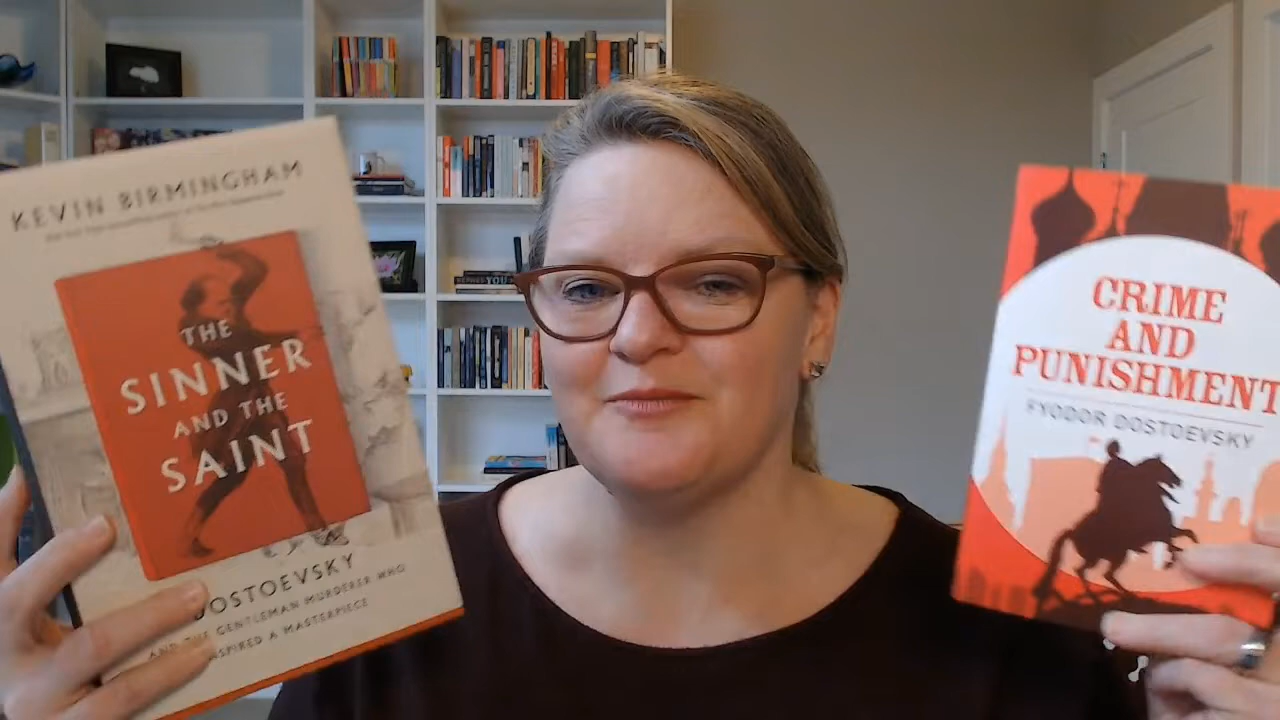 KEVIN BIRMINGHAM
THE
SINNER
AND THE
SAINT
DOSTOEVSKY
AND THE GENTLEMAN MURDERER WHO
INSPIRED A MASTERPIECE
CRIME
AND
PUNISHMENT
FYODOR DOSTOEVSKY